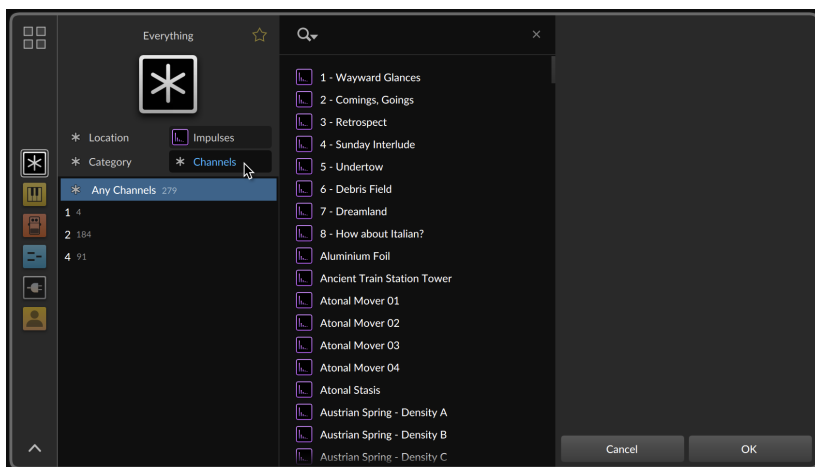 Everything
* Location
Impulses
* Category
* Channels
* Any Channels 279
1 4
2 184
4 91
1 - Wayward Glances
2 - Comings, Goings
3 - Retrospect
4 - Sunday Interlude
5 - Undertow
6 - Debris Field
7 - Dreamland
8 - How about Italian?
Aluminium Foil
Ancient Train Station Tower
Atonal Mover 01
Atonal Mover 02
Atonal Mover 03
Atonal Mover 04
Atonal Stasis
Austrian Spring - Density A
Austrian Spring - Density B
Austrian Spring - Density C
Cancel
OK